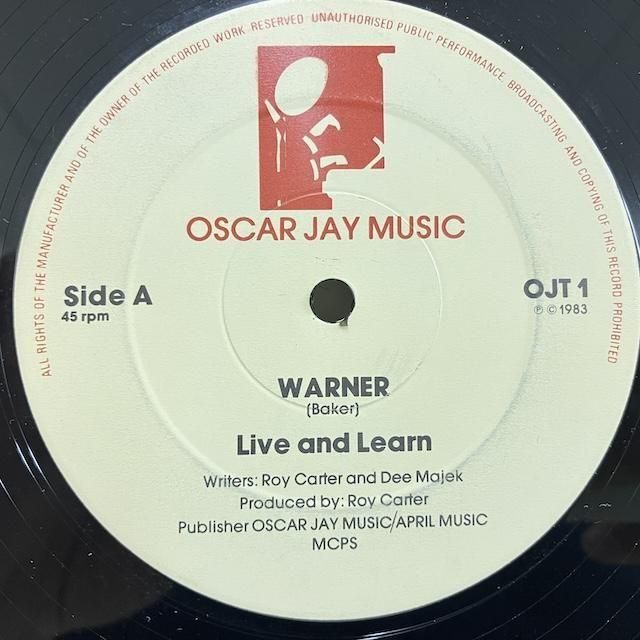 ALL RIGHTS OF THE MANUFACTURER AND OF THE OWNER OF THE RECORDED WORK RESERVED UNAUTHORISED PUBLIC PERFORMANCE BROADCASTING AND COPYING OF THIS RECORD PROHIBITED
OSCAR JAY MUSIC
Side A
45 rpm
OJT 1
℗ © 1983
WARNER
(Baker)
Live and Learn
Writers: Roy Carter and Dee Majek
Produced by: Roy Carter
Publisher OSCAR JAY MUSIC/APRIL MUSIC
MCPS